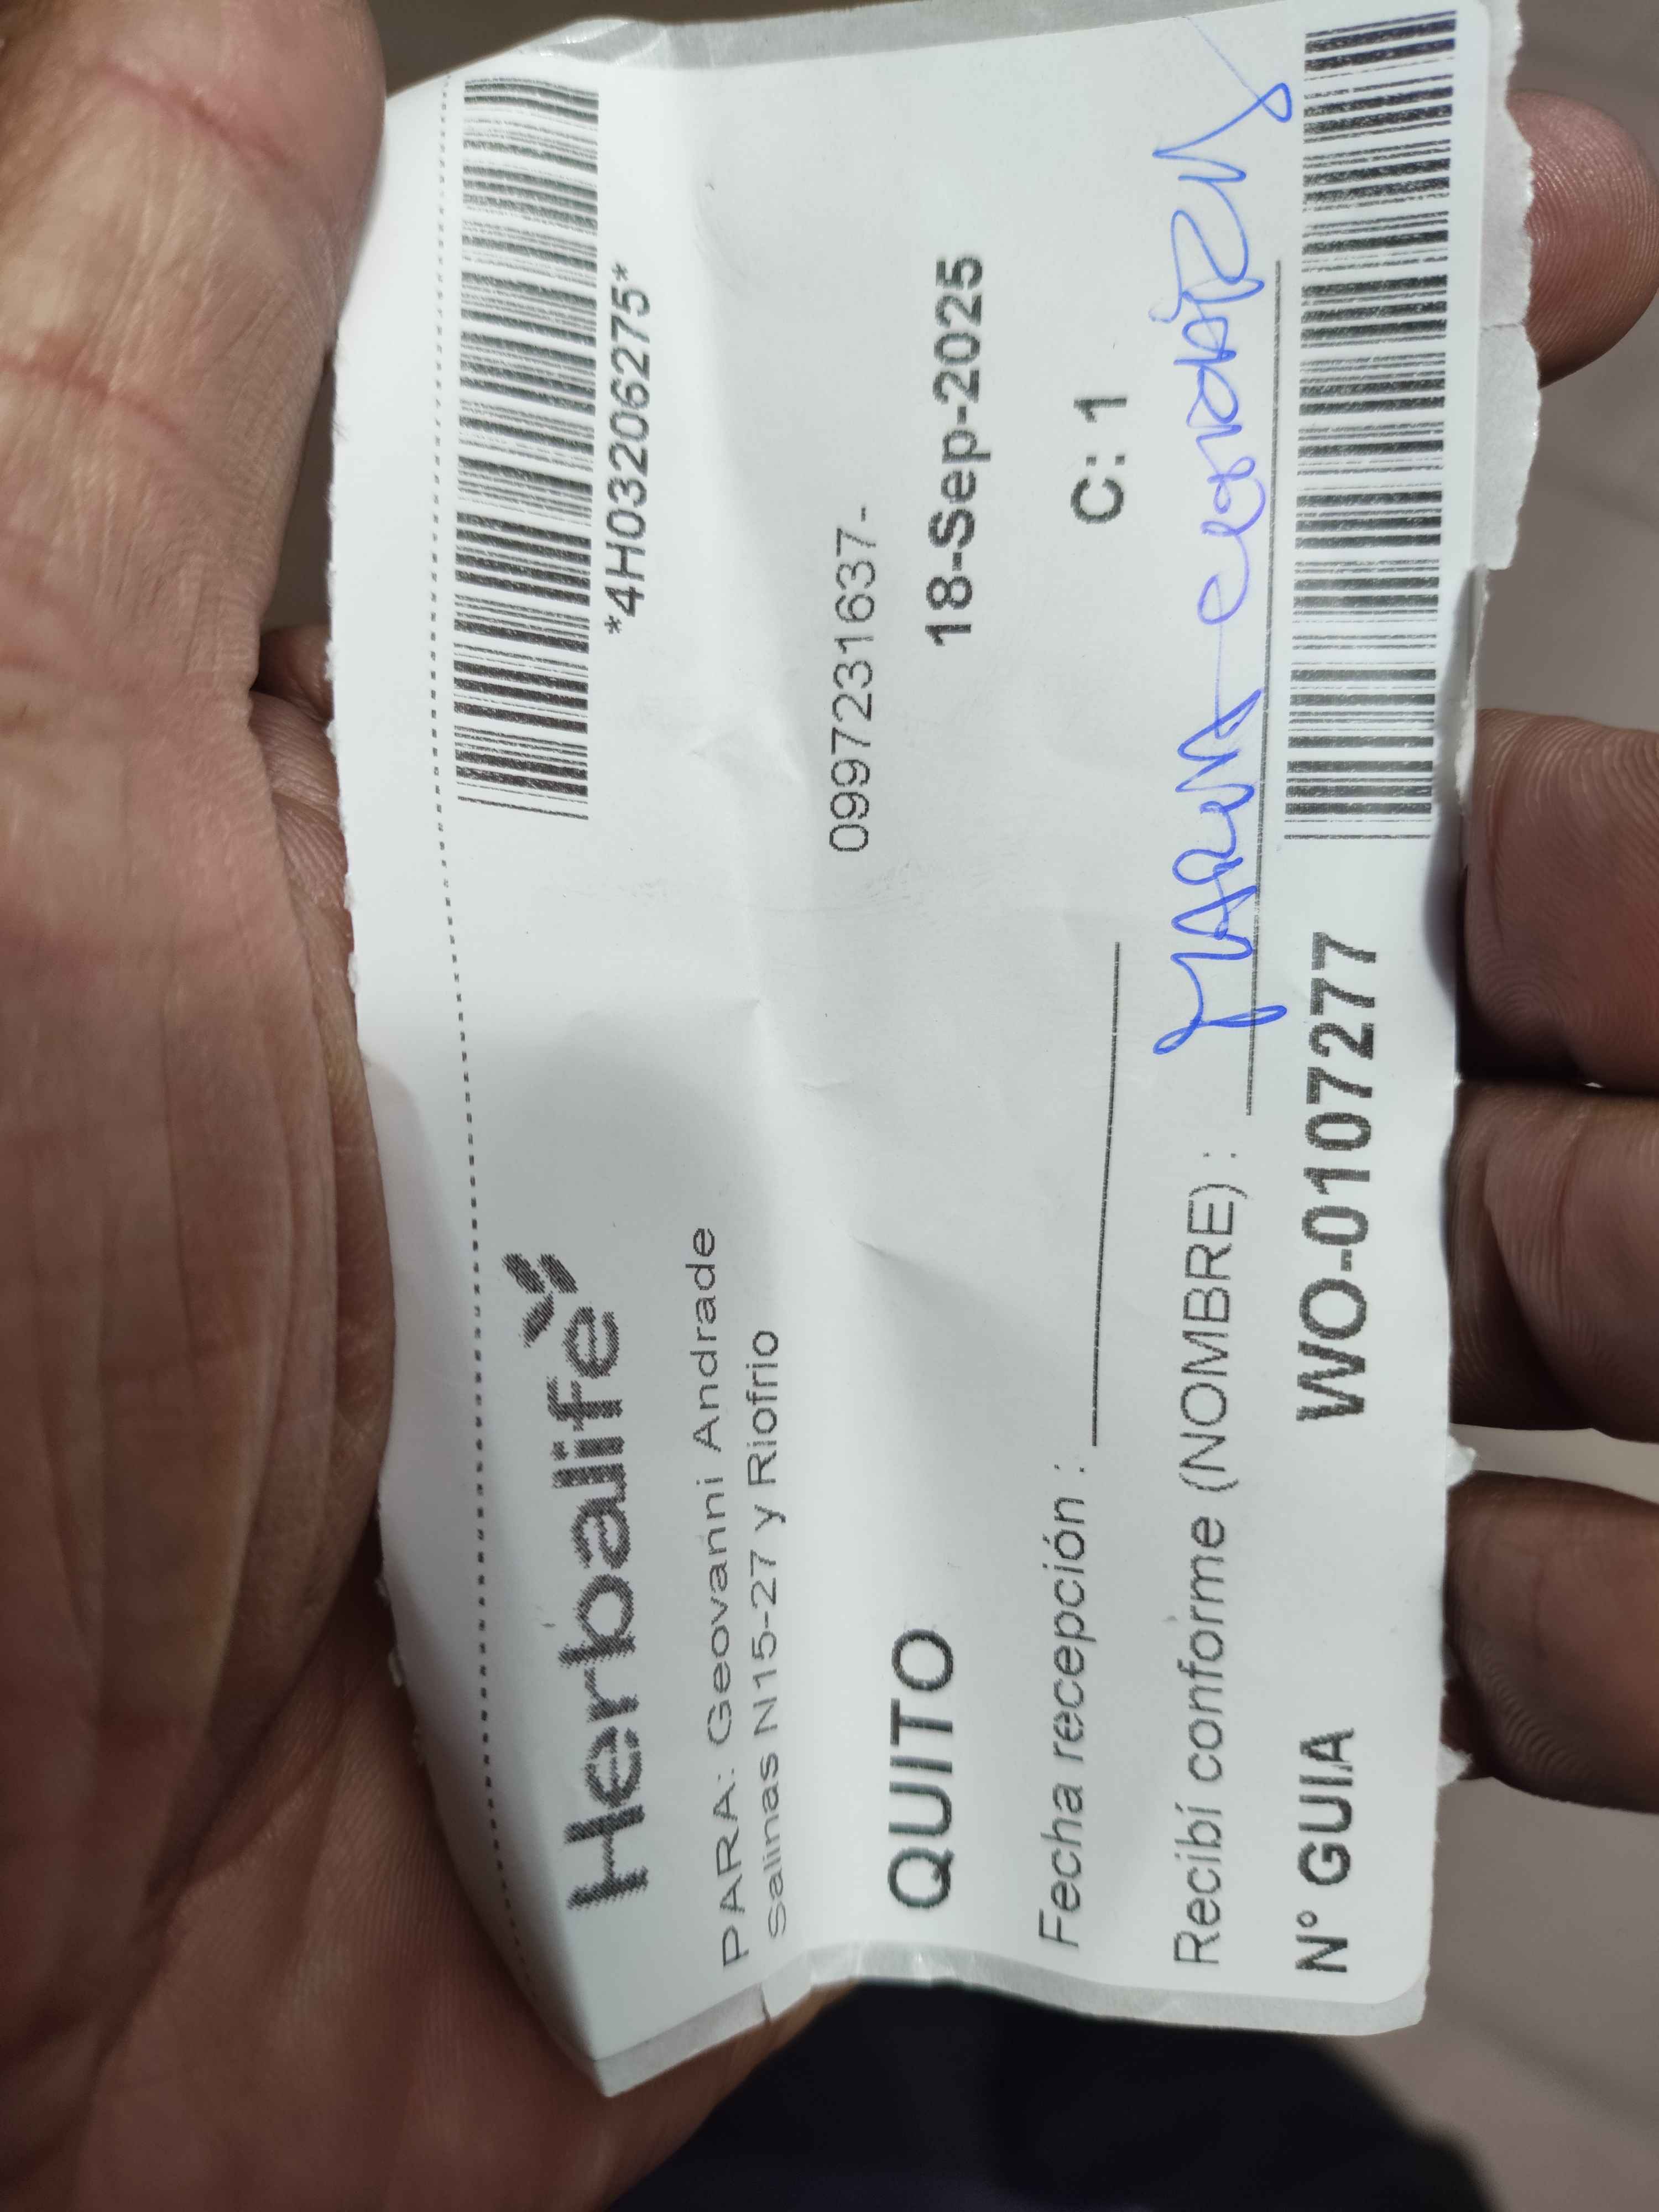 Herbalife
*4H03206275*
PARA: Geovanni Andrade
Salinas N15-27 y Riofrio
0997231637-
QUITO 18-Sep-2025
Fecha recepción : C: 1
Recibí conforme (NOMBRE) :
N° GUIA WO-0107277